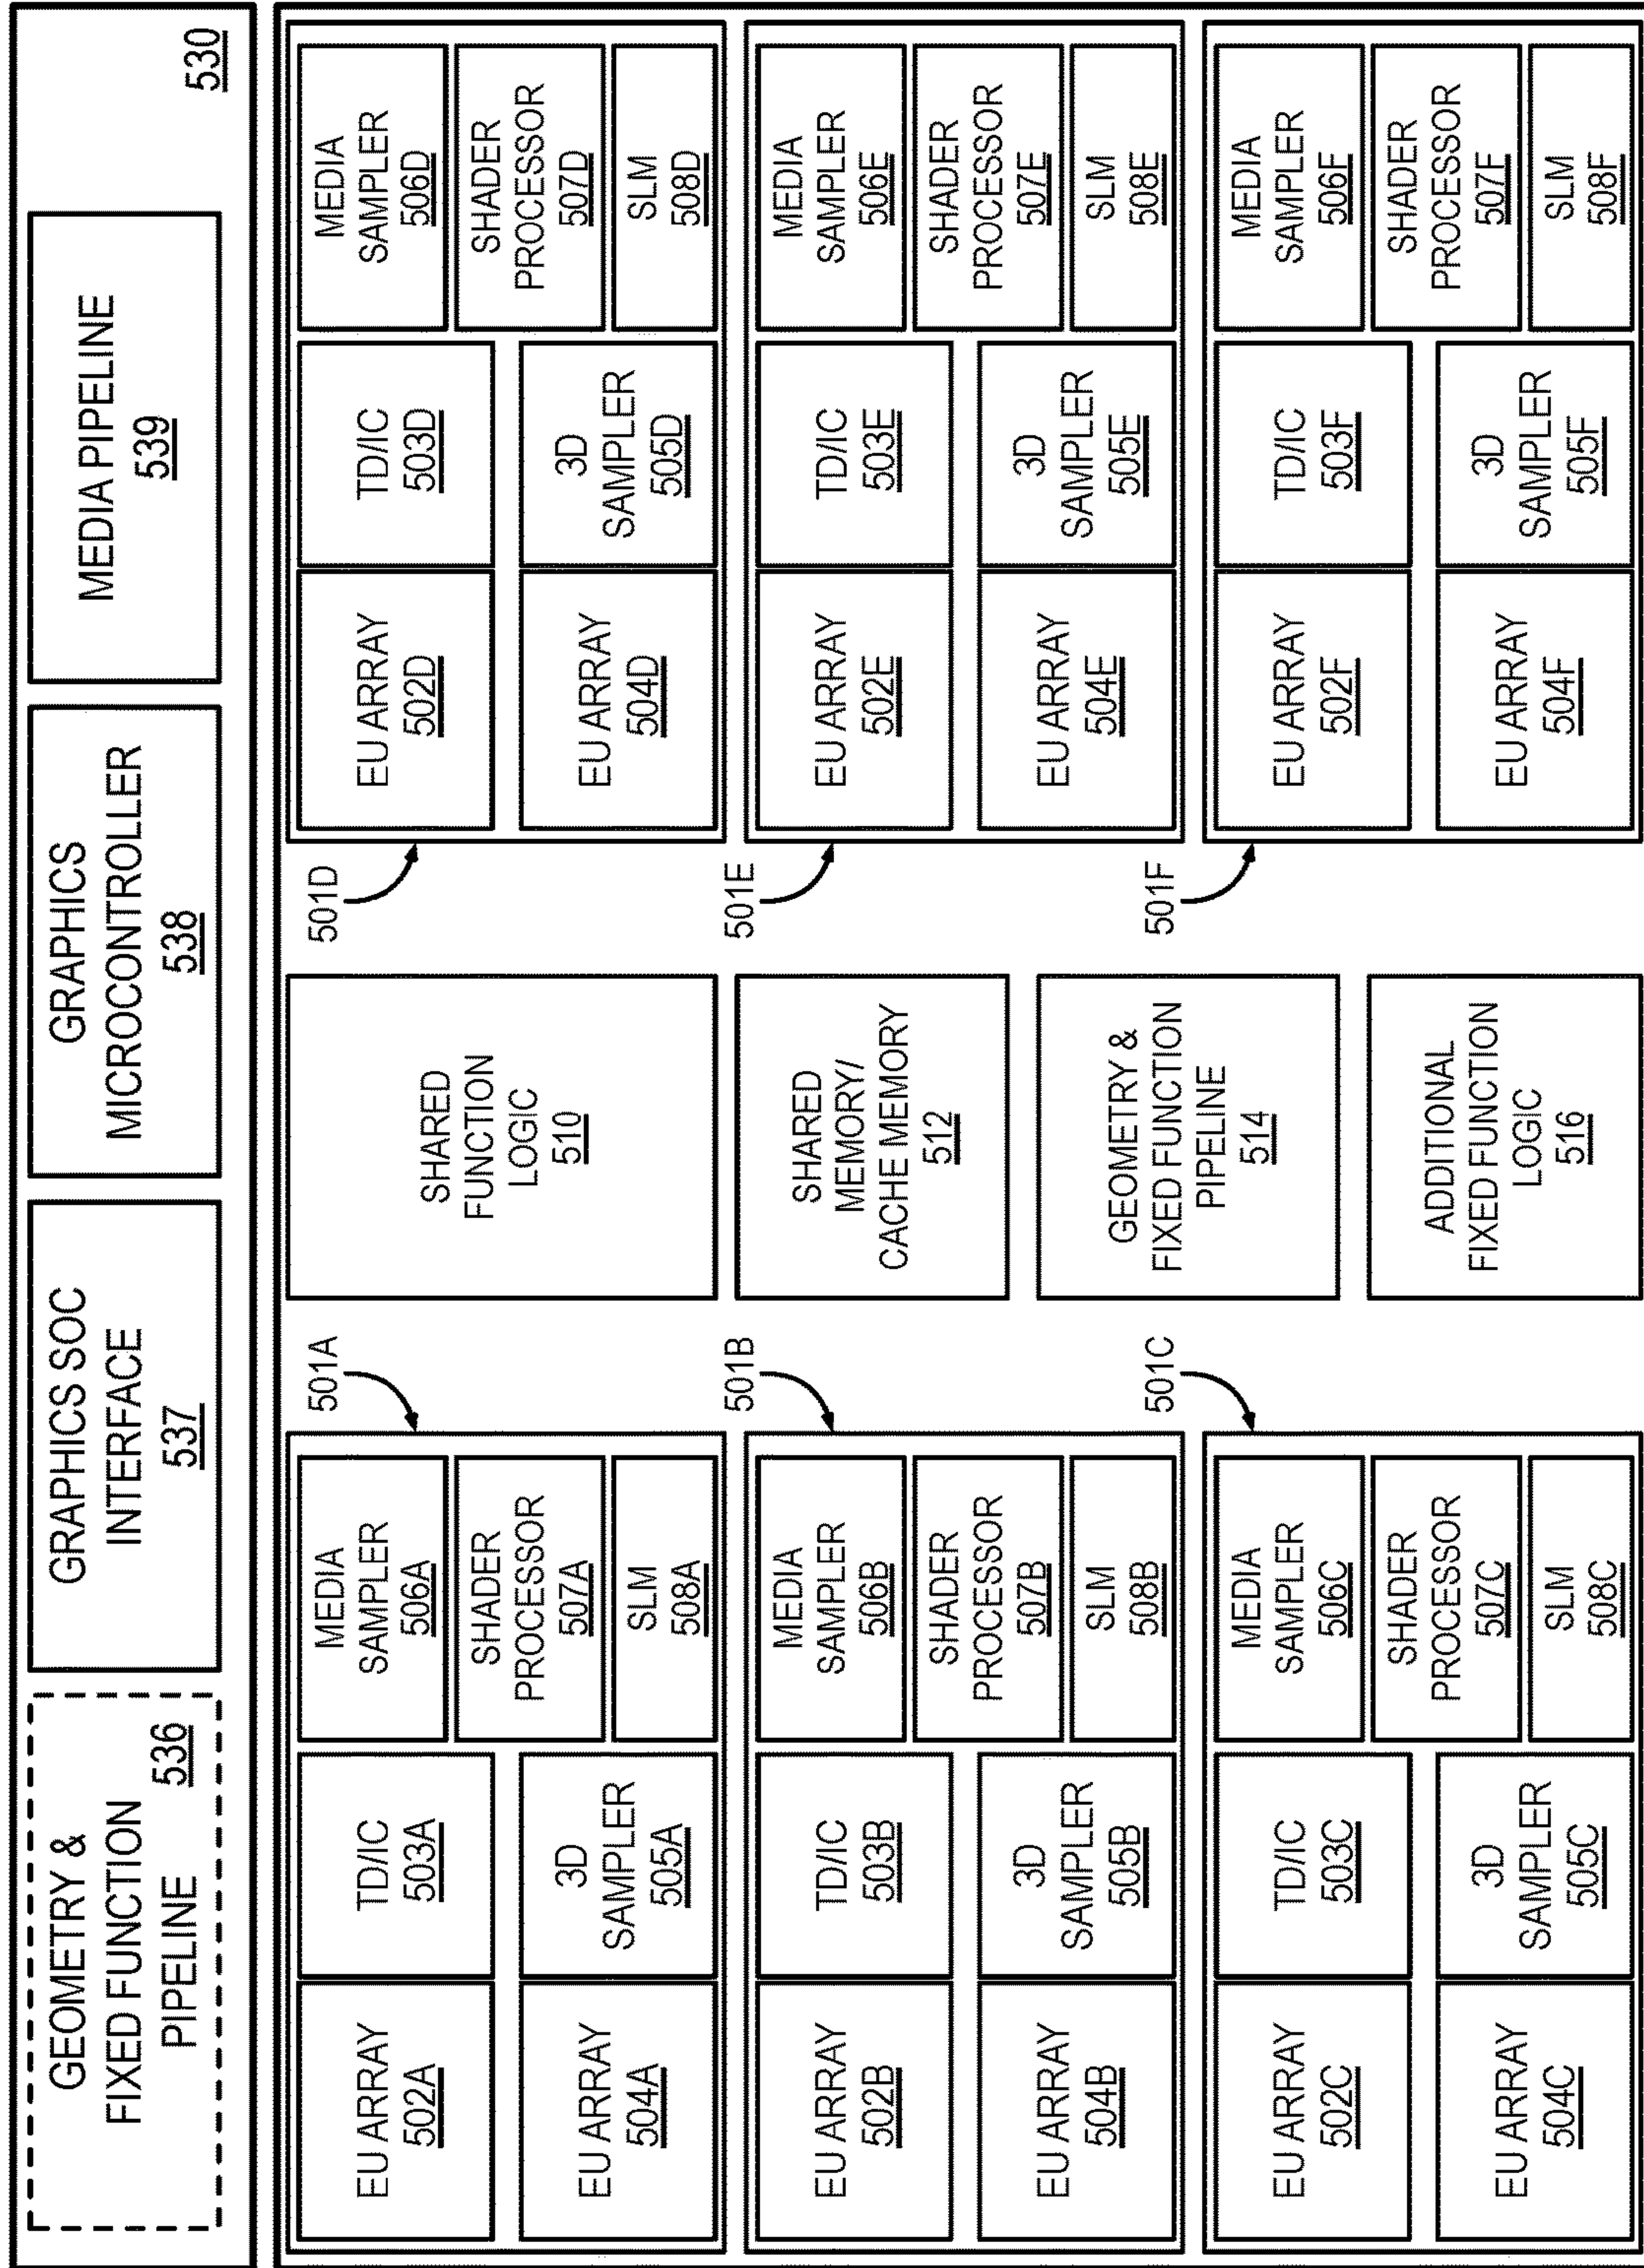 GEOMETRY &
FIXED FUNCTION
PIPELINE
536
GRAPHICS SOC
INTERFACE
537
GRAPHICS
MICROCONTROLLER
538
MEDIA PIPELINE
539
530
501A
EU ARRAY
502A
TD/IC
503A
MEDIA
SAMPLER
506A
SHADER
PROCESSOR
507A
EU ARRAY
504A
3D
SAMPLER
505A
SLM
508A
SHARED
FUNCTION
LOGIC
510
501D
EU ARRAY
502D
TD/IC
503D
MEDIA
SAMPLER
506D
SHADER
PROCESSOR
507D
EU ARRAY
504D
3D
SAMPLER
505D
SLM
508D
501B
EU ARRAY
502B
TD/IC
503B
MEDIA
SAMPLER
506B
SHADER
PROCESSOR
507B
EU ARRAY
504B
3D
SAMPLER
505B
SLM
508B
SHARED
MEMORY/
CACHE MEMORY
512
501E
EU ARRAY
502E
TD/IC
503E
MEDIA
SAMPLER
506E
SHADER
PROCESSOR
507E
EU ARRAY
504E
3D
SAMPLER
505E
SLM
508E
GEOMETRY &
FIXED FUNCTION
PIPELINE
514
501C
EU ARRAY
502C
TD/IC
503C
MEDIA
SAMPLER
506C
SHADER
PROCESSOR
507C
EU ARRAY
504C
3D
SAMPLER
505C
SLM
508C
ADDITIONAL
FIXED FUNCTION
LOGIC
516
501F
EU ARRAY
502F
TD/IC
503F
MEDIA
SAMPLER
506F
SHADER
PROCESSOR
507F
EU ARRAY
504F
3D
SAMPLER
505F
SLM
508F